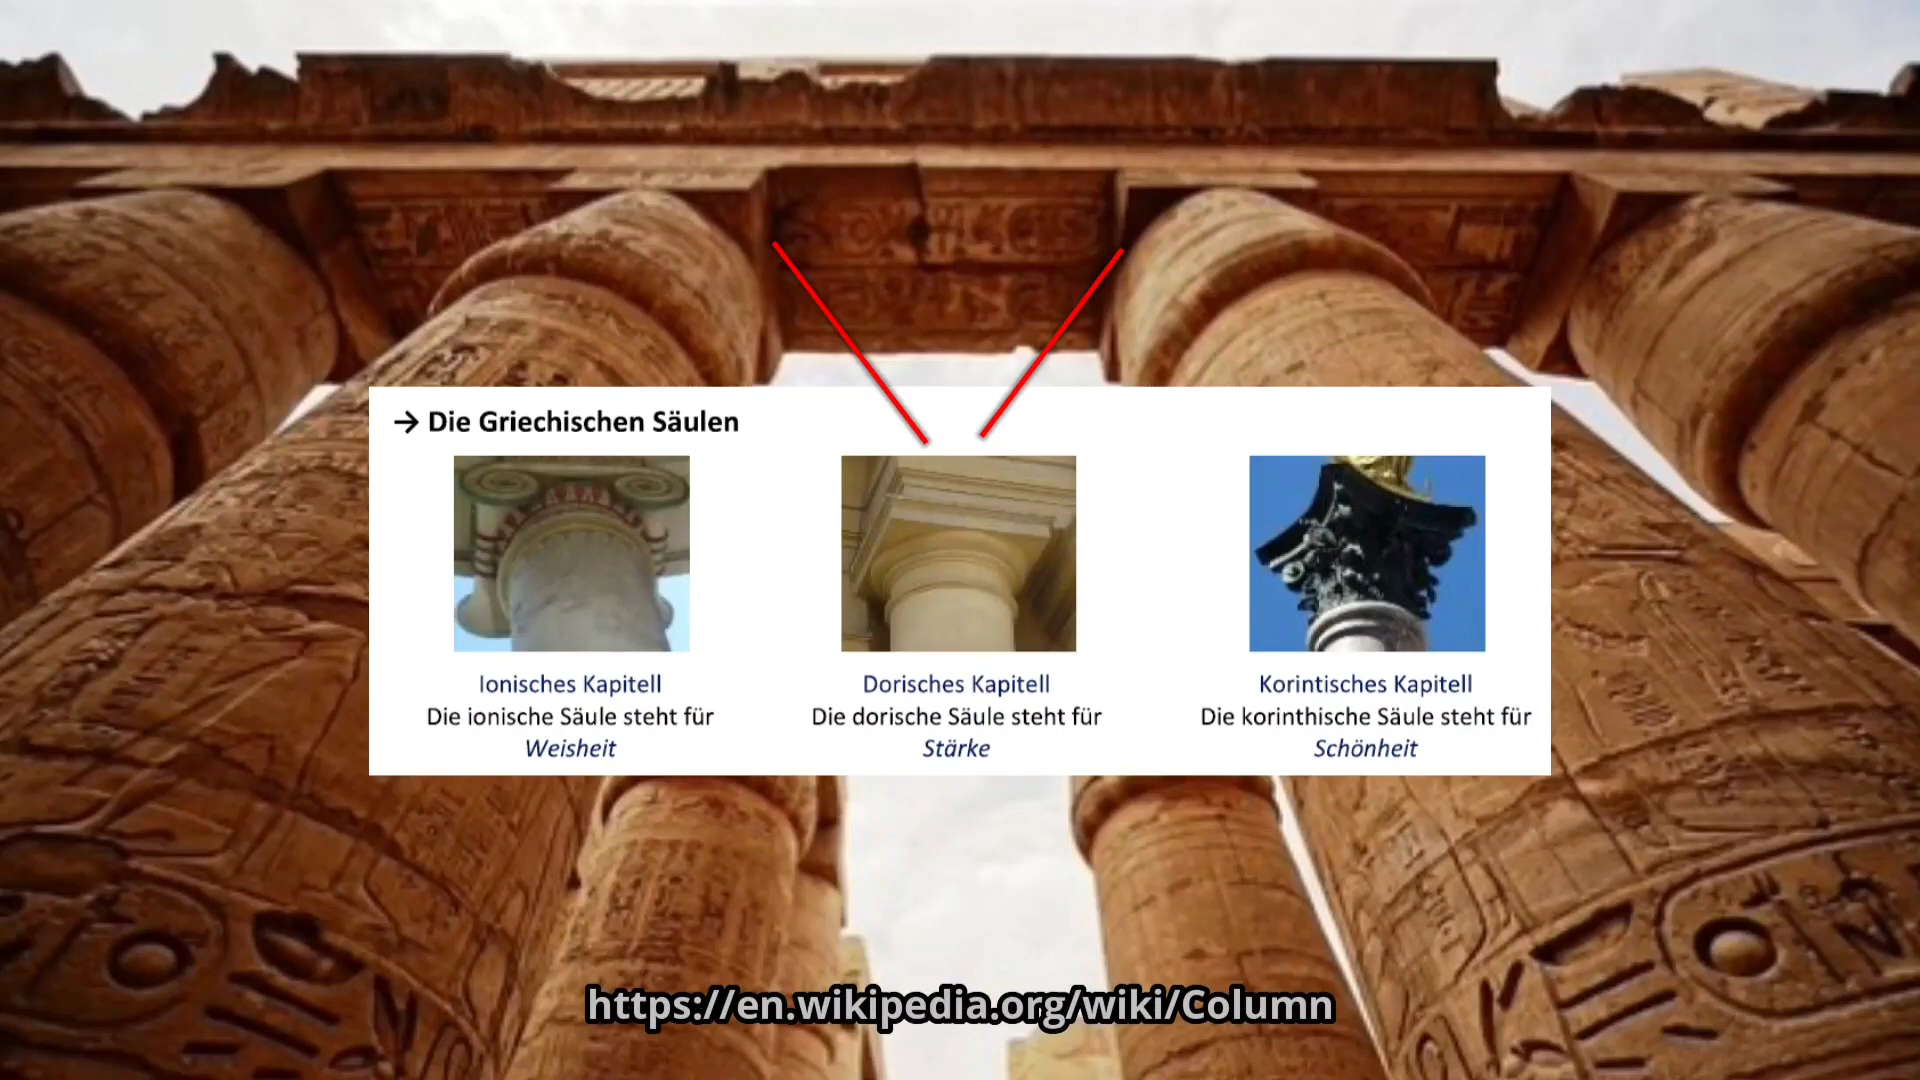 → Die Griechischen Säulen
Ionisches Kapitell
Die ionische Säule steht für
Weisheit
Dorisches Kapitell
Die dorische Säule steht für
Stärke
Korintisches Kapitell
Die korinthische Säule steht für
Schönheit
https://en.wikipedia.org/wiki/Column